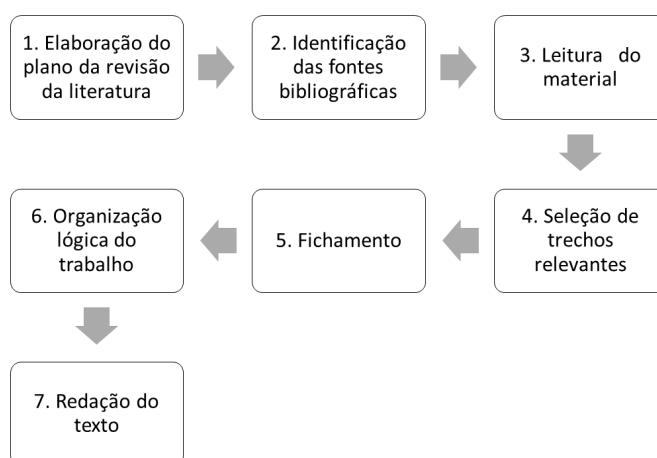 1. Elaboração do
plano da revisão
da literatura
2. Identificação
das fontes
bibliográficas
3. Leitura do
material
4. Seleção de
trechos
relevantes
5. Fichamento
6. Organização
lógica do
trabalho
7. Redação do
texto